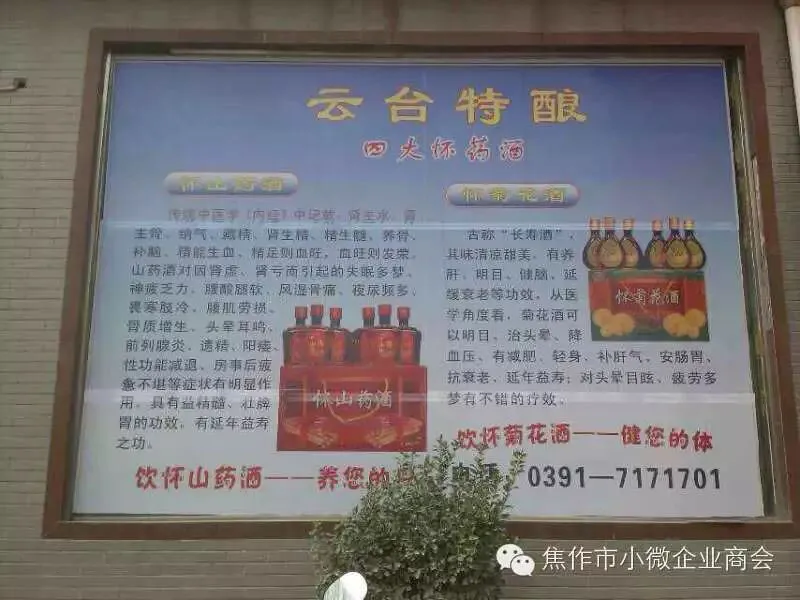 云台特酿
四大怀药酒
怀山药酒
传统中医学《内经》中记载，肾主水、肾
主骨、纳气、藏精、肾生精、精生髓、养骨、
补脑、精能生血、精足则血旺，血旺则发荣。
山药酒对因肾虚、肾亏而引起的失眠多梦、
神疲乏力、腰酸腿软、风湿骨痛、夜尿频多、
畏寒肢冷、腰肌劳损、
骨质增生、头晕耳鸣、
前列腺炎、遗精、阳痿、
性功能减退、房事后疲
惫不堪等症状有明显作
用。具有益精髓、壮脾
胃的功效，有延年益寿
之功。
怀山药酒
饮怀山药酒——养您的
怀菊花酒
古称“长寿酒”，
其味清凉甜美，有养
肝、明目、健脑、延
缓衰老等功效。从医
学角度看，菊花酒可
以明目、治头晕、降
血压、有减肥、轻身、补肝气、安肠胃、
抗衰老、延年益寿；对头晕目眩、疲劳多
梦有不错的疗效。
怀菊花酒
饮怀菊花酒——健您的体
0391—7171701
焦作市小微企业商会